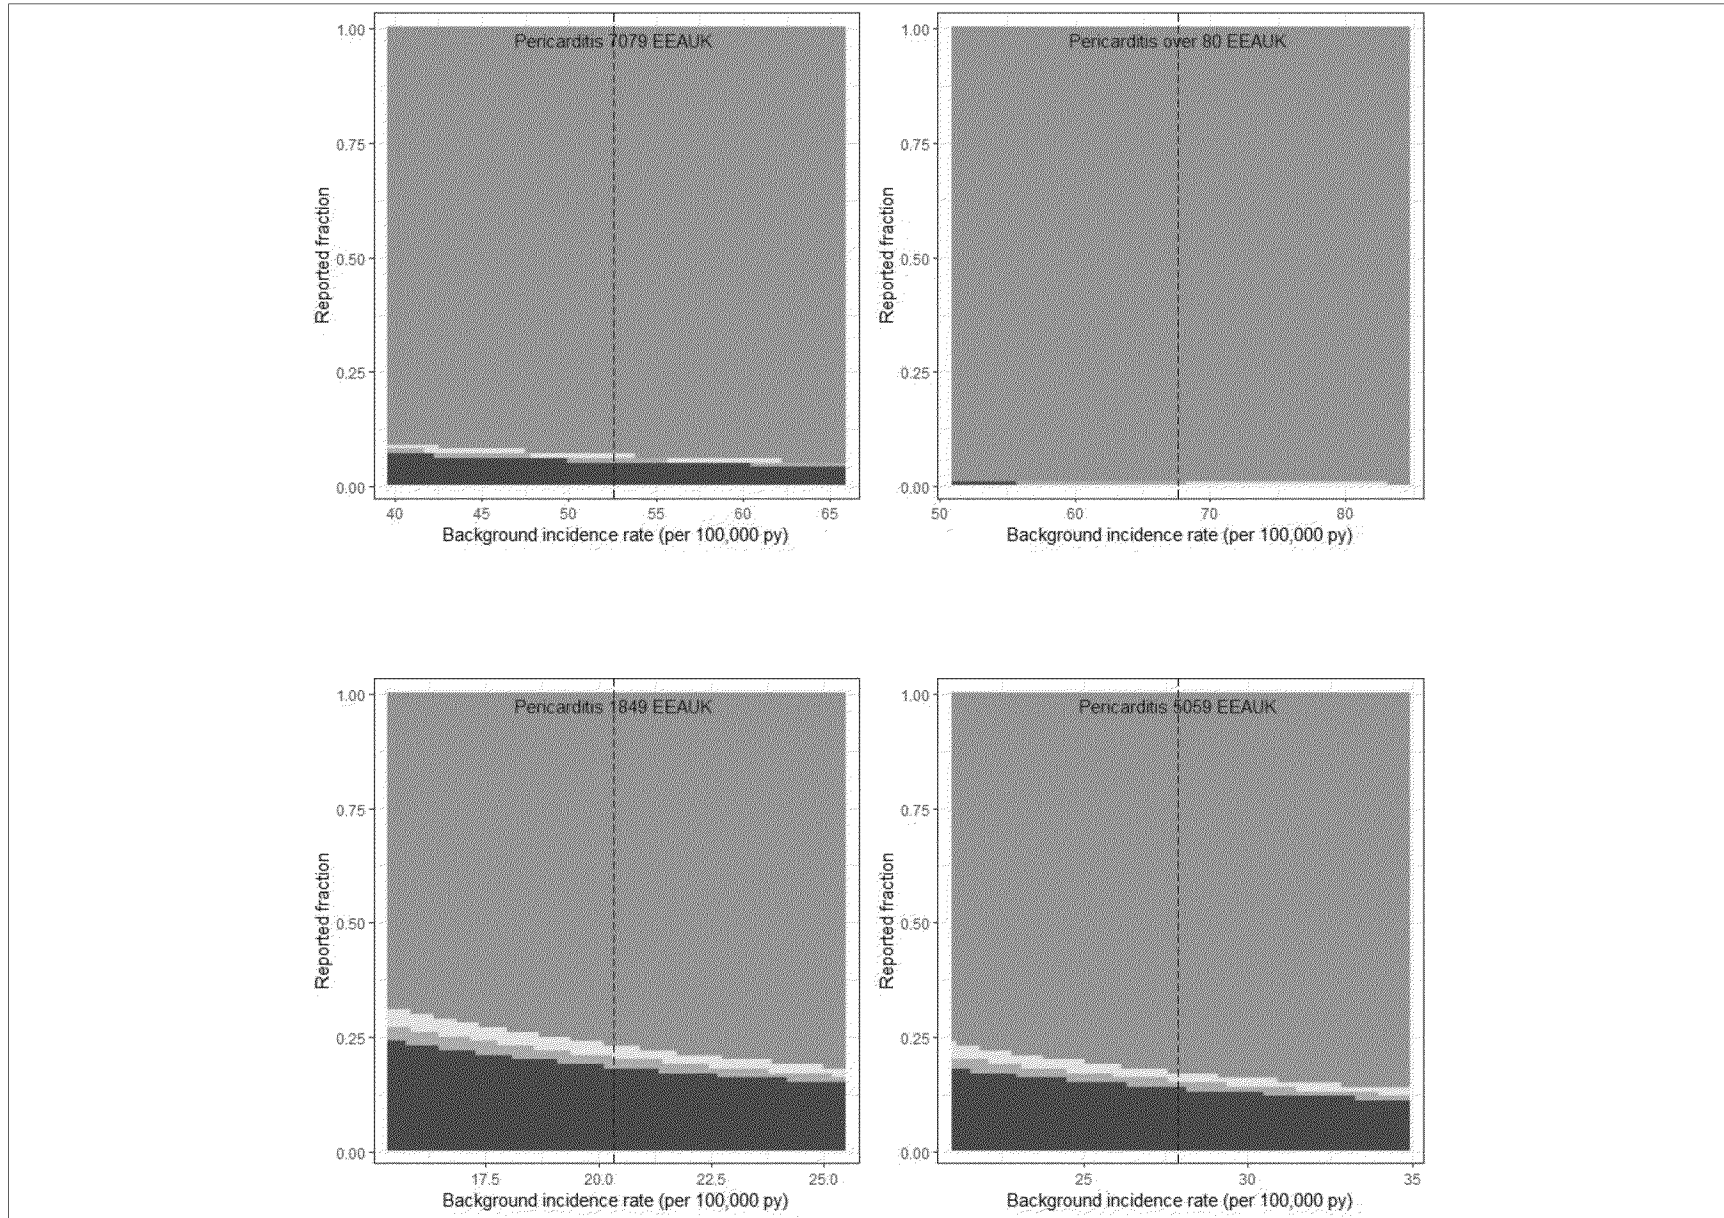 Pericarditis 7079 EEAUK
1.00
0.75
0.50
0.25
0.00
Reported fraction
40 45 50 55 60 65
Background incidence rate (per 100,000 py)
Pericarditis over 80 EEAUK
1.00
0.75
0.50
0.25
0.00
Reported fraction
50 60 70 80
Background incidence rate (per 100,000 py)
Pericarditis 1849 EEAUK
1.00
0.75
0.50
0.25
0.00
Reported fraction
17.5 20.0 22.5 25.0
Background incidence rate (per 100,000 py)
Pericarditis 5059 EEAUK
1.00
0.75
0.50
0.25
0.00
Reported fraction
25 30 35
Background incidence rate (per 100,000 py)